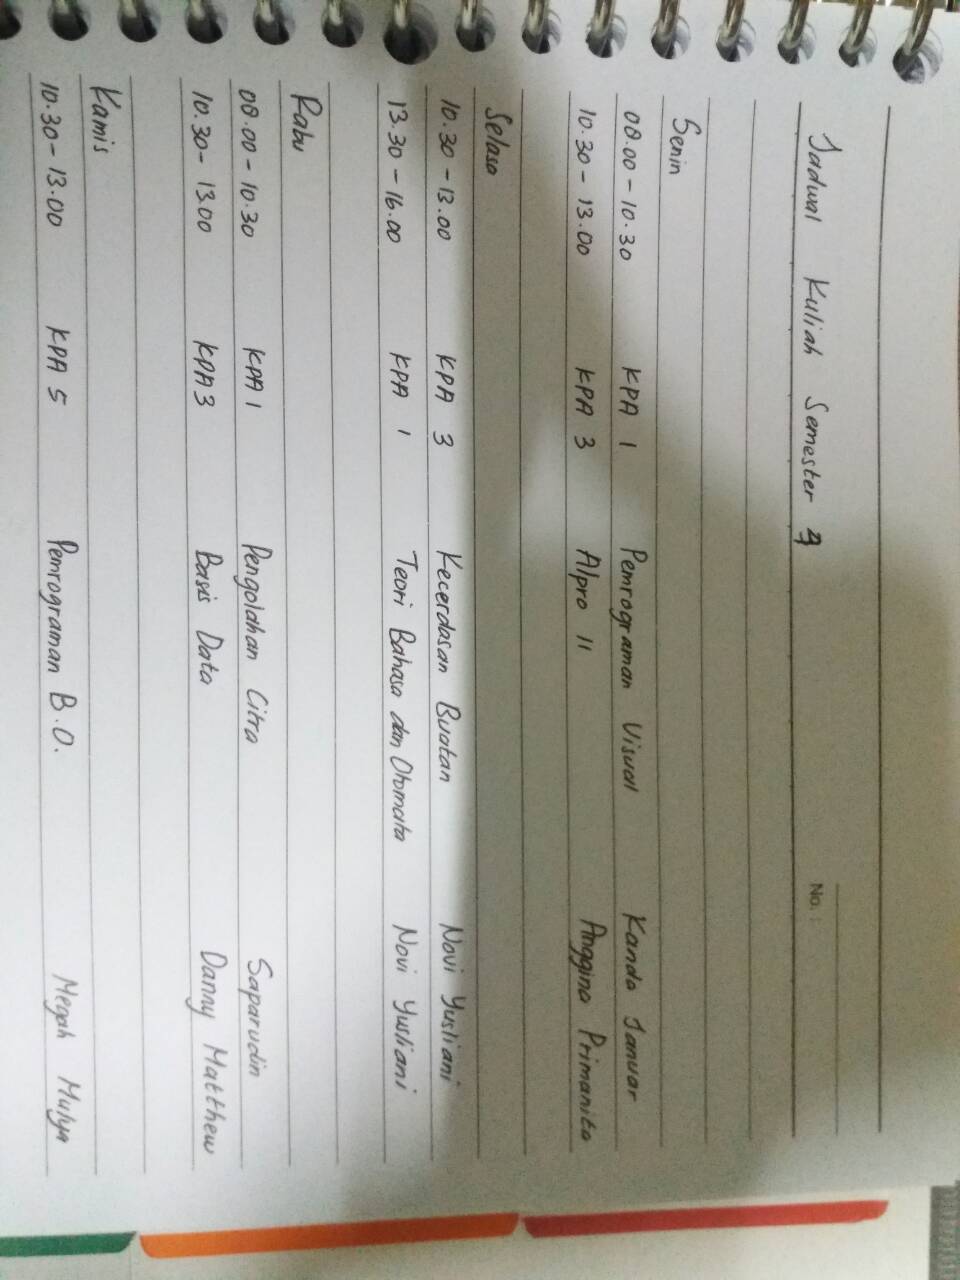 No. :
Jadwal Kuliah Semester 4
Senin
08.00 - 10.30 KPA 1 Pemrograman Visual Kanda Januar
10.30 - 13.00 KPA 3 Alpro II Anggina Primanita
Selasa
10.30 - 13.00 KPA 3 Kecerdasan Buatan Novi Yusliani
13.30 - 16.00 KPA 1 Teori Bahasa dan Otomata Novi Yusliani
Rabu
08.00 - 10.30 KPA 1 Pengolahan Citra Saparudin
10.30 - 13.00 KPA 3 Basis Data Danny Matthew
Kamis
10.30 - 13.00 KPA 5 Pemrograman B.O. Megah Mulya